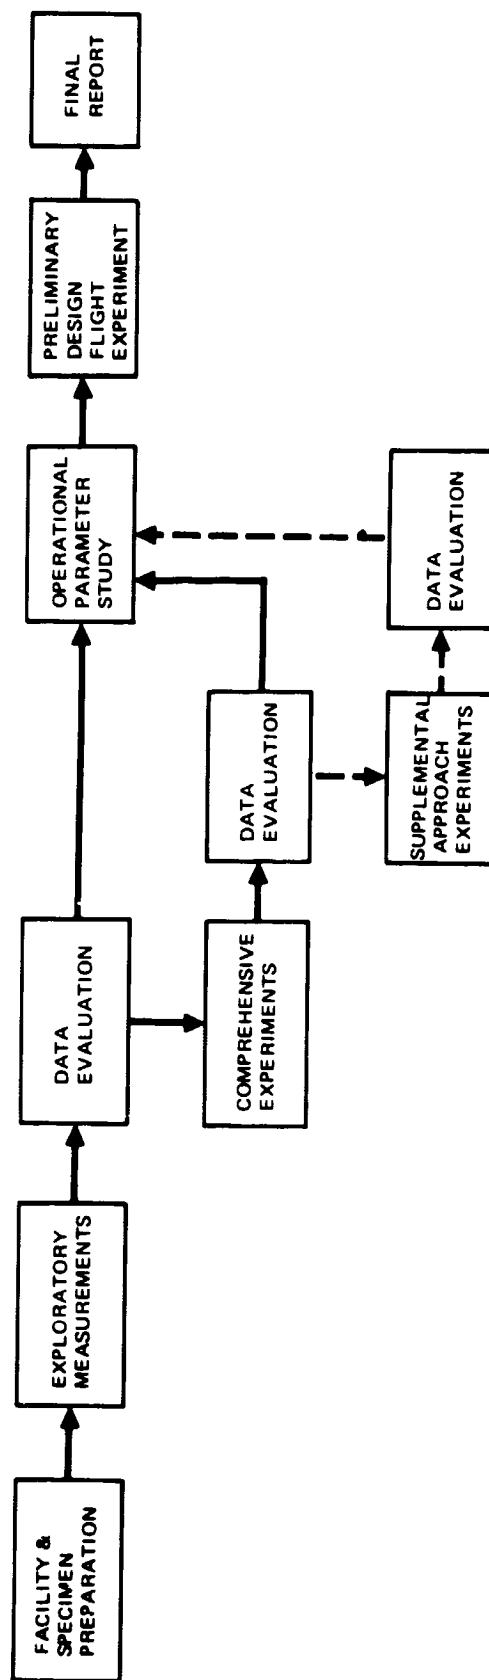 FACILITY &
SPECIMEN
PREPARATION
EXPLORATORY
MEASUREMENTS
DATA
EVALUATION
COMPREHENSIVE
EXPERIMENTS
DATA
EVALUATION
SUPPLEMENTAL
APPROACH
EXPERIMENTS
DATA
EVALUATION
OPERATIONAL
PARAMETER
STUDY
PRELIMINARY
DESIGN
FLIGHT
EXPERIMENT
FINAL
REPORT